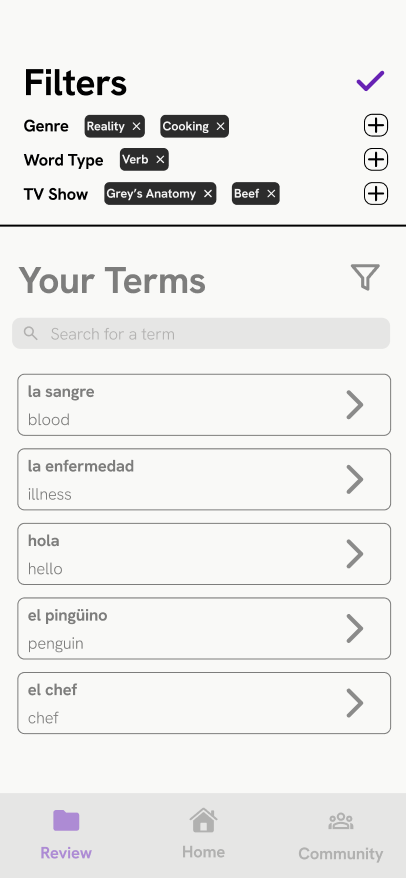 Filters
Genre Reality × Cooking ×
Word Type Verb ×
TV Show Grey's Anatomy × Beef ×
Your Terms
Search for a term
la sangre
blood
la enfermedad
illness
hola
hello
el pingüino
penguin
el chef
chef
Review Home Community